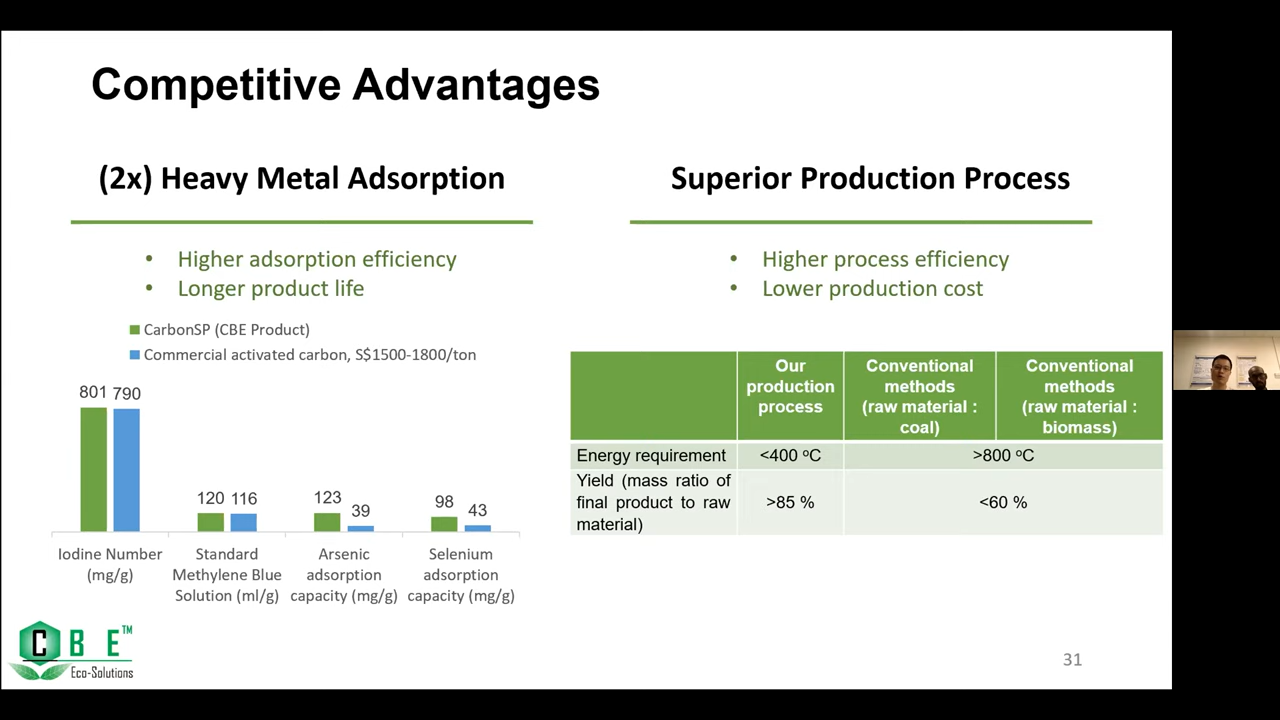 Competitive Advantages
(2x) Heavy Metal Adsorption
• Higher adsorption efficiency
• Longer product life
CarbonSP (CBE Product)
Commercial activated carbon, S$1500-1800/ton
801 790
120 116
123
39
98
43
Iodine Number
(mg/g)
Standard
Methylene Blue
Solution (ml/g)
Arsenic
adsorption
capacity (mg/g)
Selenium
adsorption
capacity (mg/g)
Superior Production Process
• Higher process efficiency
• Lower production cost
Our
production
process
Conventional
methods
(raw material :
coal)
Conventional
methods
(raw material :
biomass)
Energy requirement
<400 ᵒC
>800 ᵒC
Yield (mass ratio of
final product to raw
material)
>85 %
<60 %
C B E™
Eco-Solutions
31